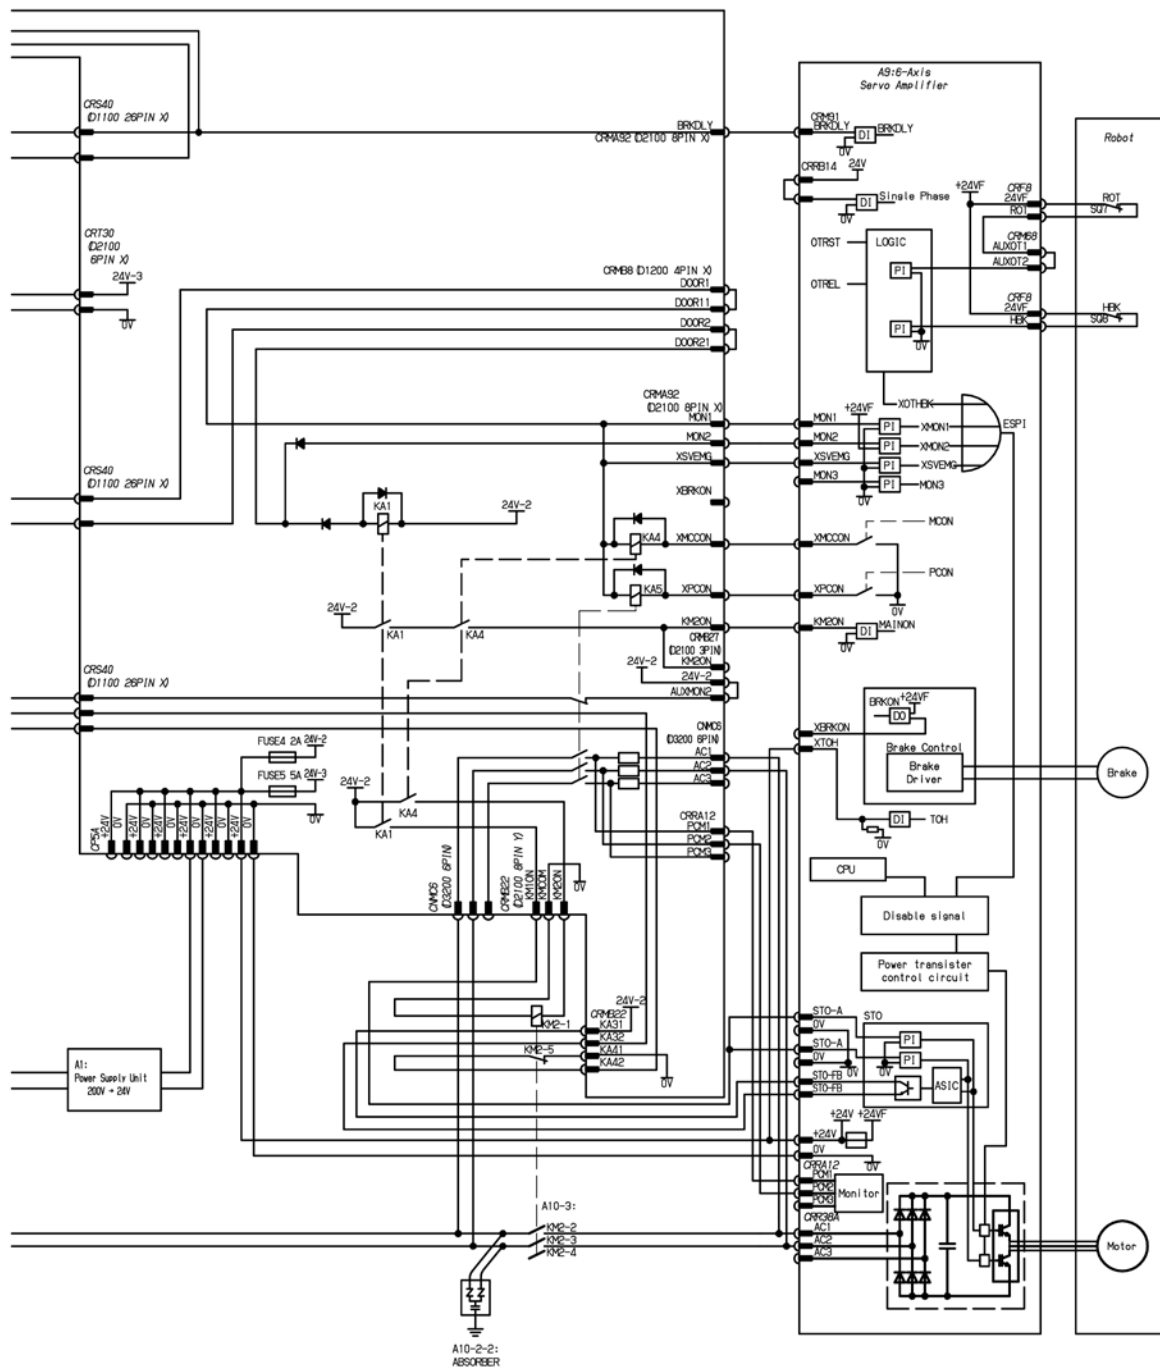 A9:6-Axis
Servo Amplifier
CRS40
(D1100 26PIN X)
BRKDLY
CRMA92 (D2100 8PIN X)
CRM91
BRKDLY
DI
BRKDLY
0V
Robot
CRRB14
24V
DI
Single Phase
0V
+24VF
CRF8
24VF
ROT
ROT
SQ7
CRM68
AUXOT1
AUXOT2
CRT30
(D2100
6PIN X)
24V-3
0V
OTRST
LOGIC
PI
OTREL
PI
0V
CRF8
24VF
HBK
HBK
SQ8
CRMB8 (D1200 4PIN X)
DOOR1
DOOR11
DOOR2
DOOR21
CRMA92
(D2100 8PIN X)
MON1
MON2
XSVEMG
XBRKON
XMCCON
XPCON
KM2ON
+24VF
XOTHBK
MON1
PI
XMON1
MON2
PI
XMON2
XSVEMG
PI
XSVEMG
MON3
PI
MON3
0V
ESPI
CRS40
(D1100 26PIN X)
KA1
24V-2
KA4
KA5
XMCCON
MCON
XPCON
PCON
0V
KM2ON
DI
MAINON
0V
24V-2
KA1
KA4
CRMB27
(D2100 3PIN)
KM2ON
24V-2
24V-2
AUXMON2
CRS40
(D1100 26PIN X)
BRKON
+24VF
DO
XBRKON
XTOH
Brake Control
Brake
Driver
Brake
DI
TOH
0V
CNMC6
(D3200 6PIN)
AC1
AC2
AC3
FUSE4 2A
24V-2
FUSE5 5A
24V-3
0V
24V-2
KA4
KA1
CRRA12
PCM1
PCM2
PCM3
CP5A
+24V
0V
+24V
0V
+24V
0V
+24V
0V
+24V
0V
+24V
0V
CNMC6
(D3200 6PIN)
CRMB22
(D2100 8PIN Y)
KM1ON
KMCOM
KM2ON
0V
CPU
Disable signal
Power transister
control circuit
KM2-1
CRMB22
24V-2
KA31
KA32
KA41
KA42
0V
KM2-5
STO-A
0V
STO-A
0V
STO-FB
STO-FB
STO
PI
PI
0V
0V
ASIC
A1:
Power Supply Unit
200V → 24V
+24V
+24VF
+24V
0V
0V
CRRA12
PCM1
PCM2
PCM3
Monitor
CRR38A
AC1
AC2
AC3
Motor
A10-3:
KM2-2
KM2-3
KM2-4
A10-2-2:
ABSORBER